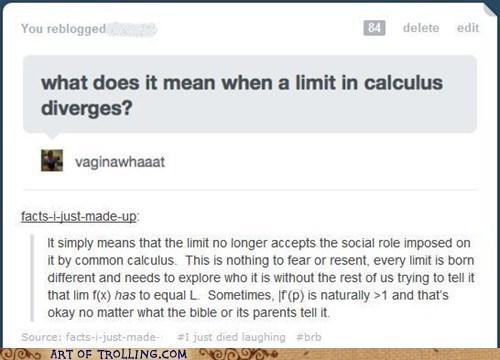 You reblogged
84 delete edit
what does it mean when a limit in calculus
diverges?
vaginawhaaat
facts-i-just-made-up:
It simply means that the limit no longer accepts the social role imposed on
it by common calculus. This is nothing to fear or resent, every limit is born
different and needs to explore who it is without the rest of us trying to tell it
that lim f(x) has to equal L. Sometimes, |f'(p) is naturally >1 and that's
okay no matter what the bible or its parents tell it.
Source: facts-i-just-made- #I just died laughing #brb
ART OF TROLLING.COM